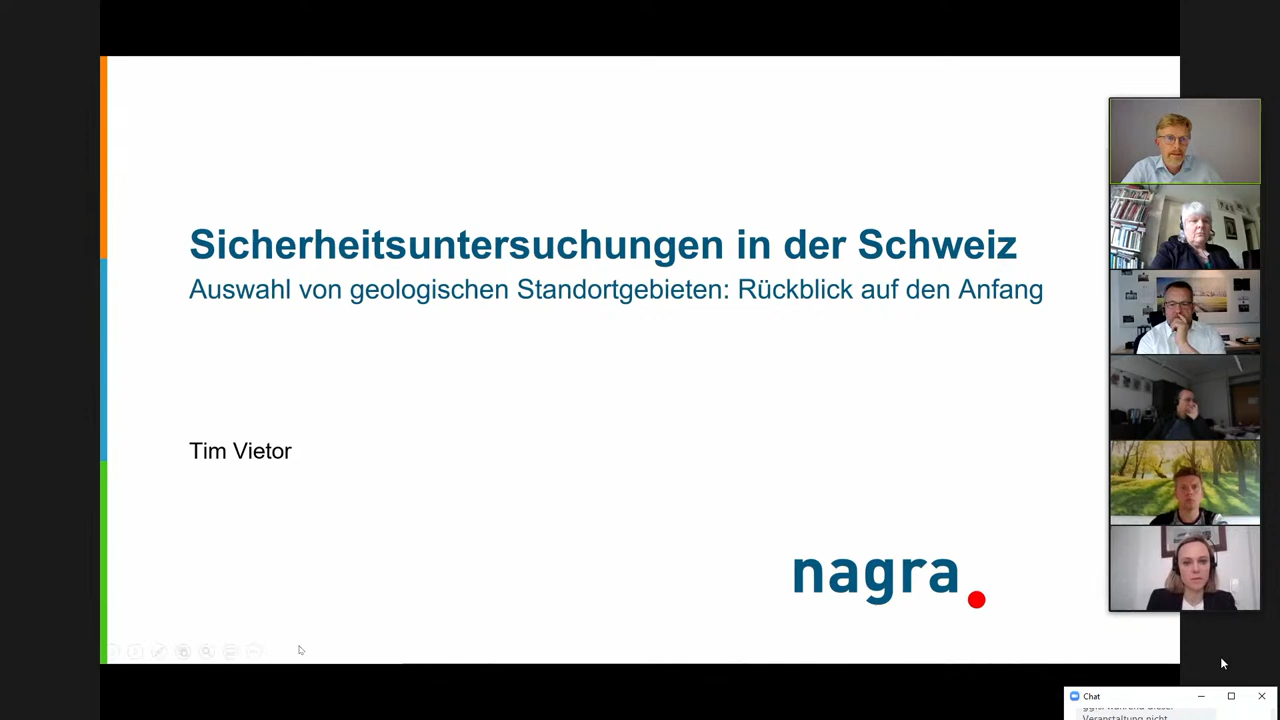 Sicherheitsuntersuchungen in der Schweiz
Auswahl von geologischen Standortgebieten: Rückblick auf den Anfang
Tim Vietor
nagra
Chat
Veranstaltung nicht